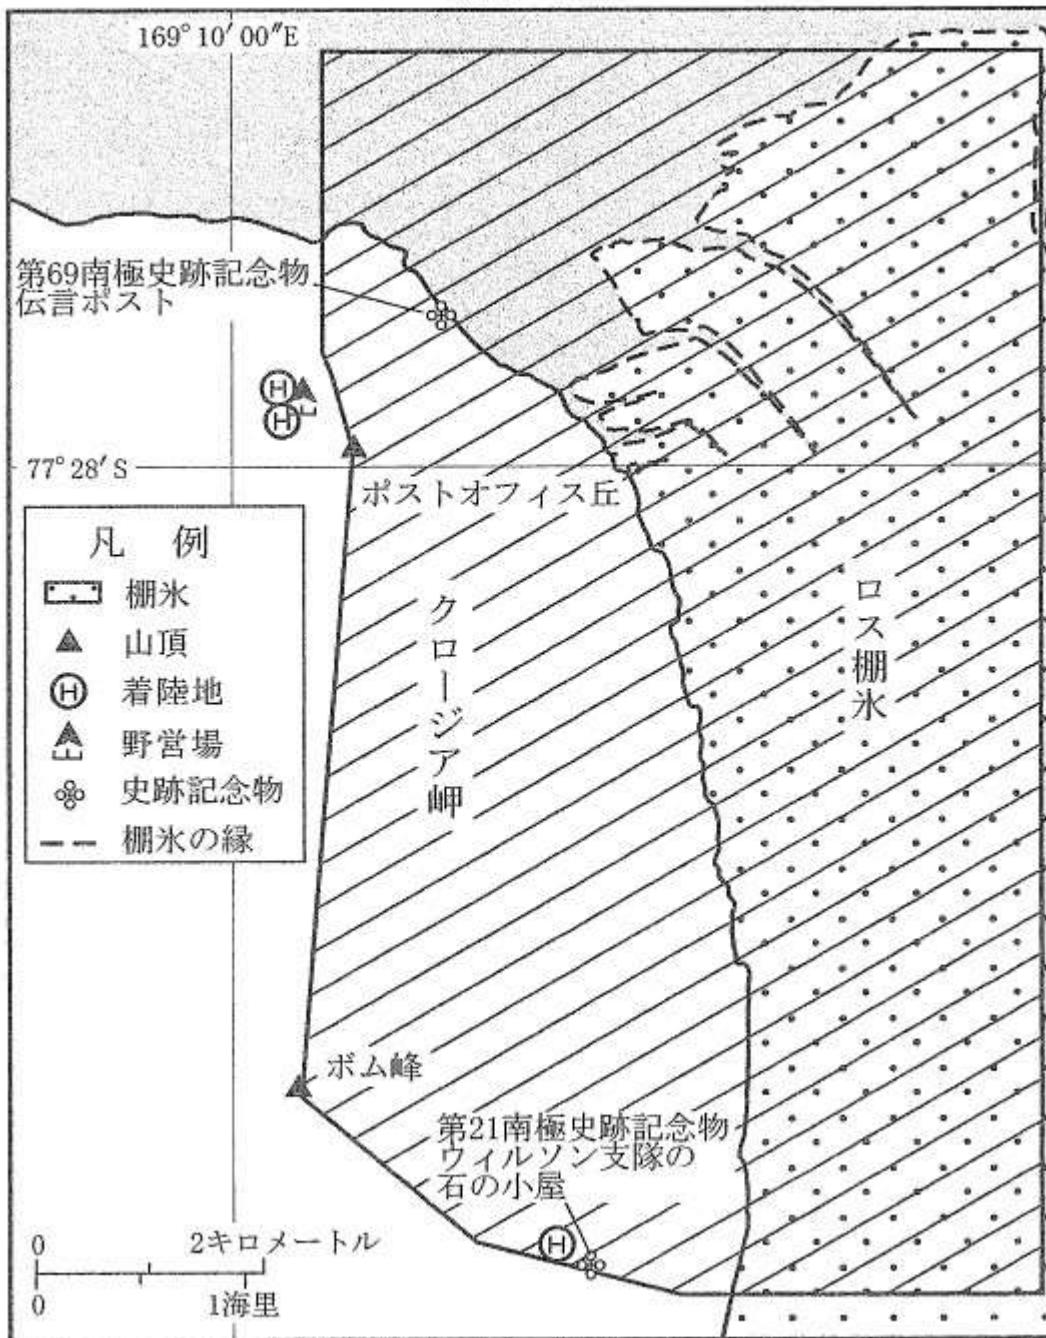 169°10′00″E
第69南極史跡記念物
伝言ポスト
Ⓗ
Ⓗ
77°28′S
ポストオフィス丘
凡 例
棚氷
山頂
Ⓗ 着陸地
野営場
史跡記念物
棚氷の縁
クロージア岬
ロス棚氷
ボム峰
第21南極史跡記念物
ウィルソン支隊の
石の小屋
Ⓗ
0 2キロメートル
0 1海里